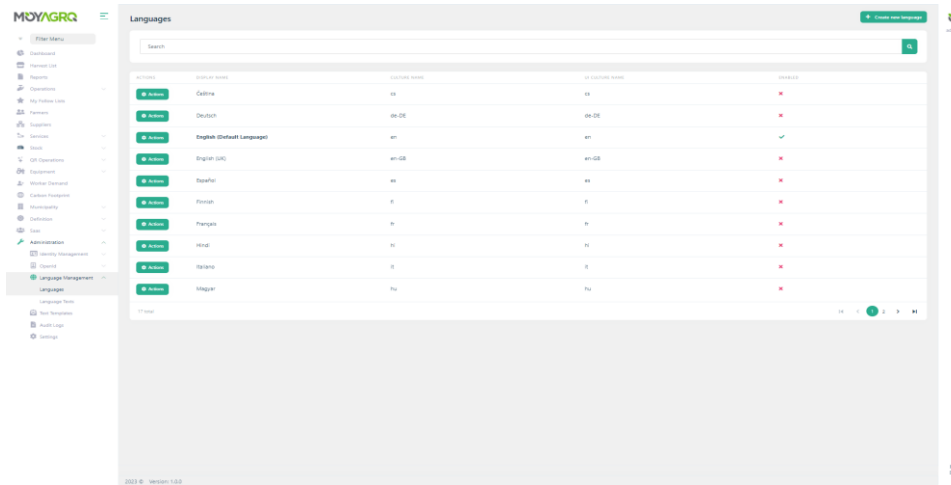 MOYAGRO
Filter Menu
Dashboard
Harvest List
Reports
Operations
My Follow Lists
Farmers
Suppliers
Services
Stock
QR Operations
Equipment
Worker Demand
Carbon Footprint
Municipality
Definition
Administration
Identity Management
OpenId
Language Management
Languages
Language Texts
Text Templates
Audit Logs
Settings
Languages
+ Create new language
Search
ACTIONS DISPLAY NAME CULTURE NAME UI CULTURE NAME ENABLED
Actions Čeština cs cs
Actions Deutsch de-DE de-DE
Actions English (Default Language) en en
Actions English (UK) en-GB en-GB
Actions Español es es
Actions Finnish fi fi
Actions Français fr fr
Actions Hindi hi hi
Actions Italiano it it
Actions Magyar hu hu
17 total
1 2
2023 © Version: 1.0.0